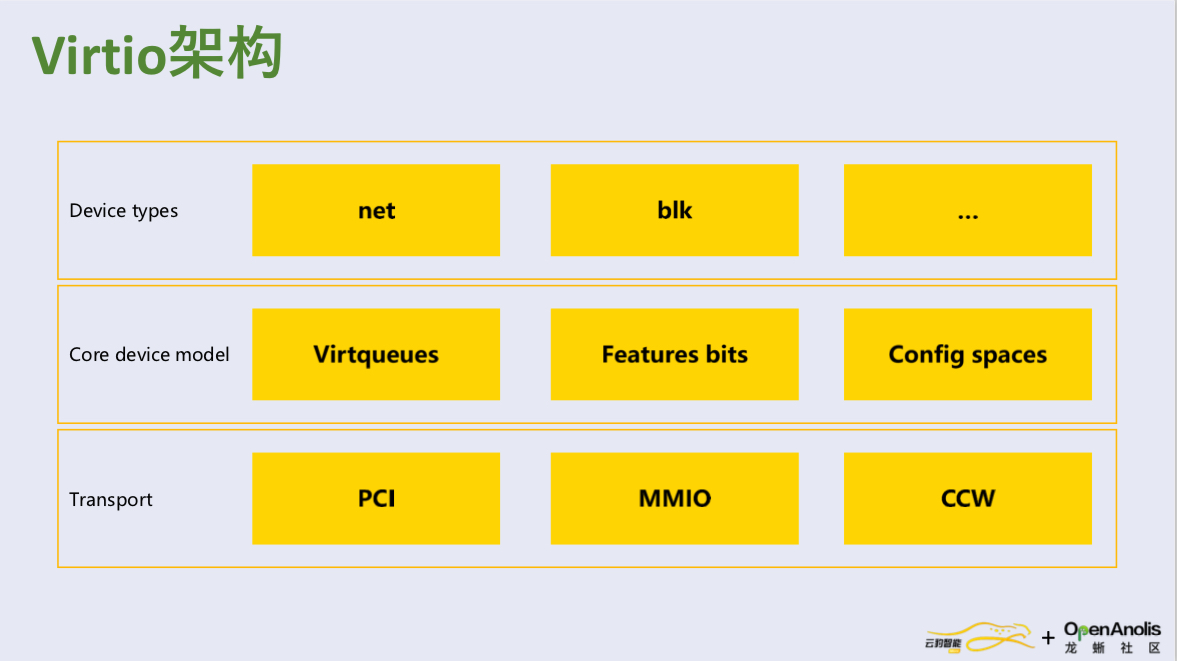 Virtio架构
Device types
net
blk
...
Core device model
Virtqueues
Features bits
Config spaces
Transport
PCI
MMIO
CCW
云豹智能
+
OpenAnolis
龙蜥社区